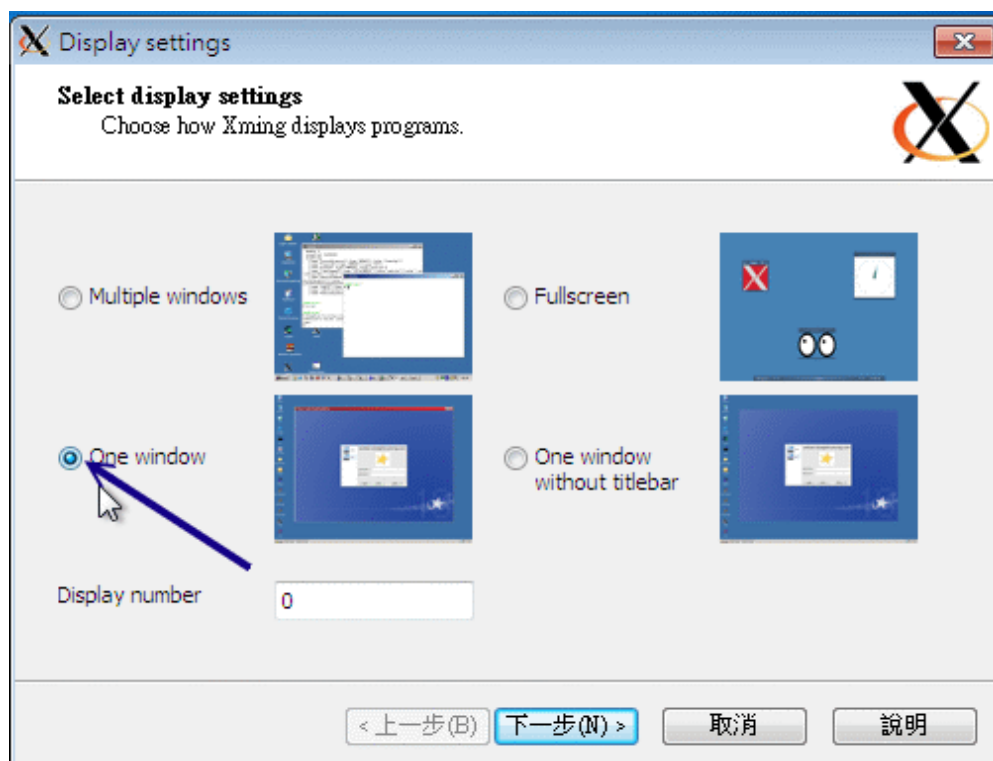 Display settings
Select display settings
Choose how Xming displays programs.
Multiple windows
Fullscreen
One window
One window
without titlebar
Display number
0
<上一步(B)
下一步(N) >
取消
說明